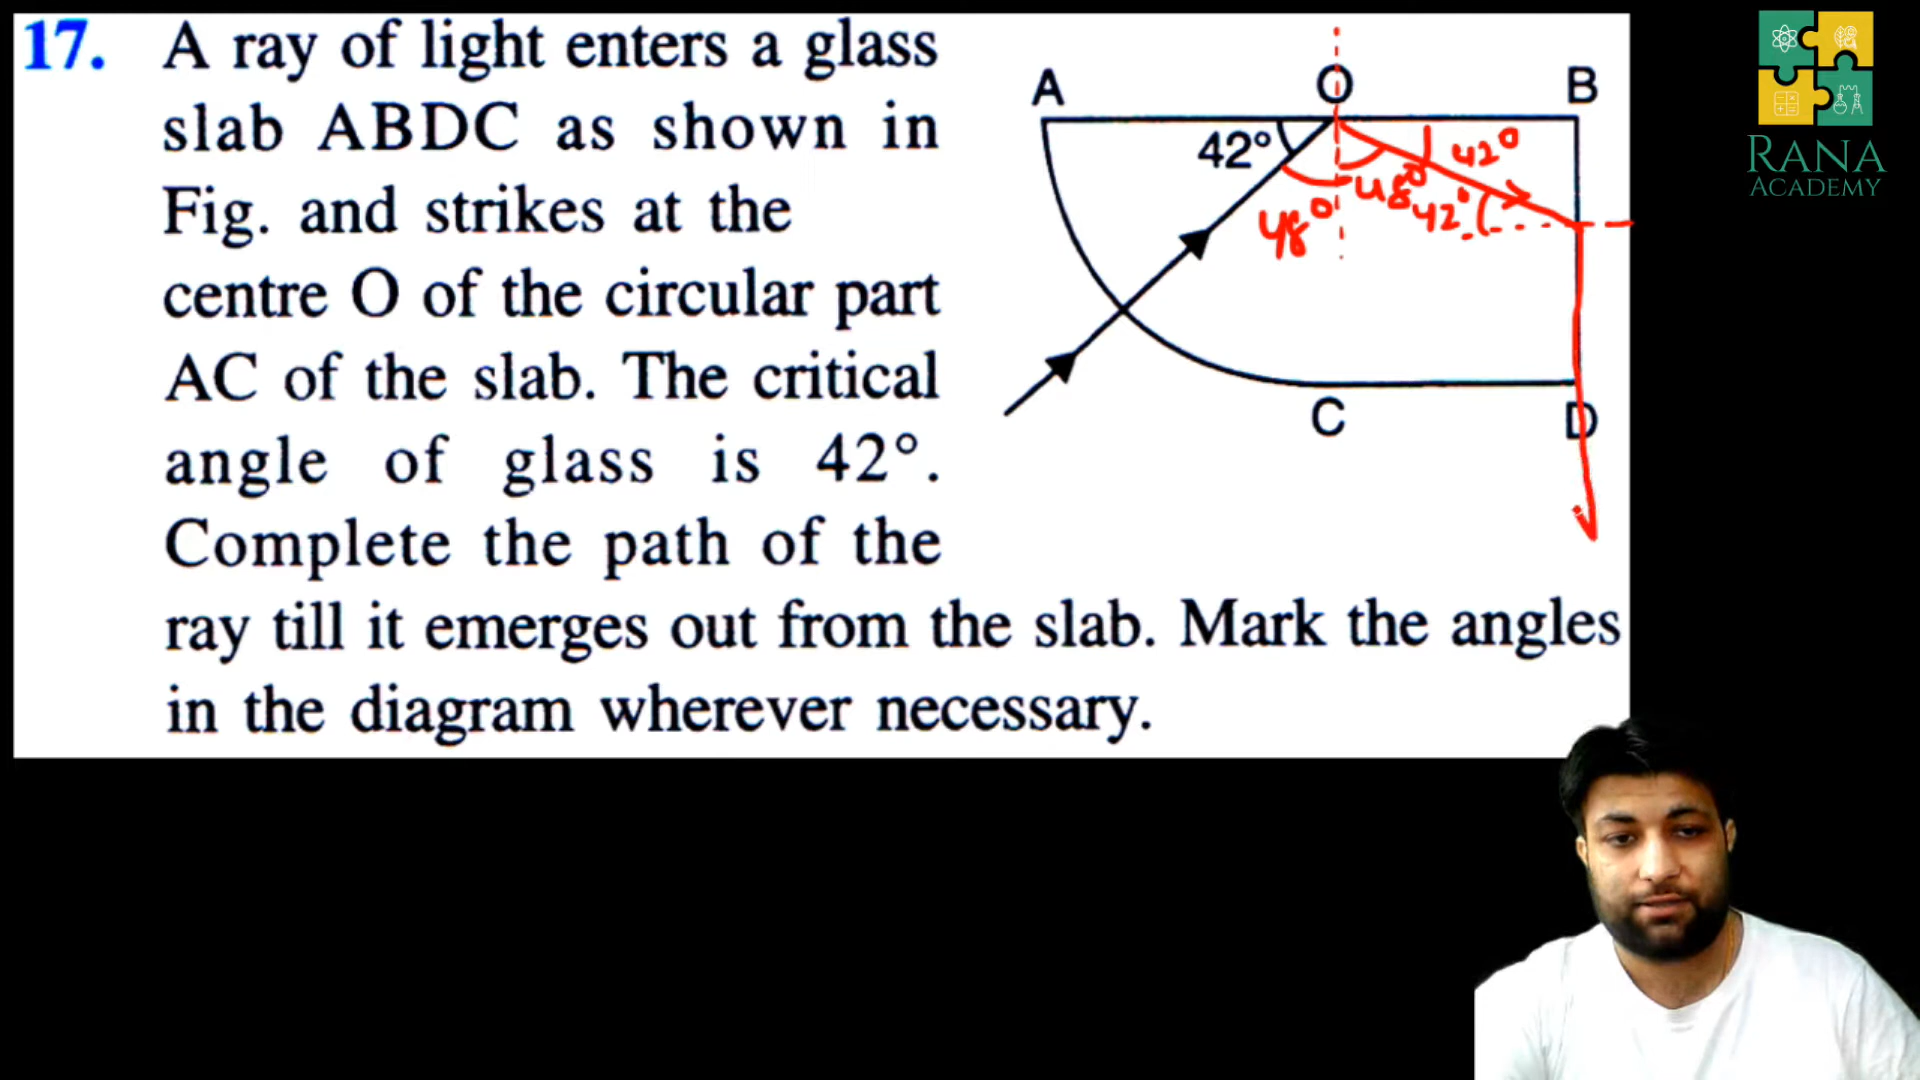 17. A ray of light enters a glass
slab ABDC as shown in
Fig. and strikes at the
centre O of the circular part
AC of the slab. The critical
angle of glass is 42°.
Complete the path of the
ray till it emerges out from the slab. Mark the angles
in the diagram wherever necessary.
A O B
42°
42°
48°
42°
48°
C D
RANA
ACADEMY